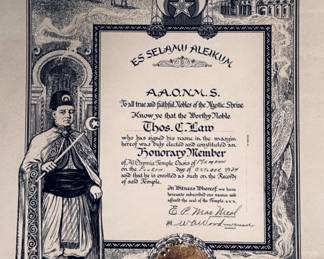 ES SELAMU ALEIKUM
A.A.O.N.M.S.
To all true and faithful Nobles of the Mystic Shrine
Know ye that the Worthy Noble
Thos. C. Law
who has signed his name in the margin
hereof was duly elected and constituted an
Honorary Member
of Al Chymia Temple Oasis of
on the day of October
and that he is enrolled as such on the Records
of said Temple.
In Witness Whereof we have
hereunto subscribed our names and
affixed the seal of the Temple